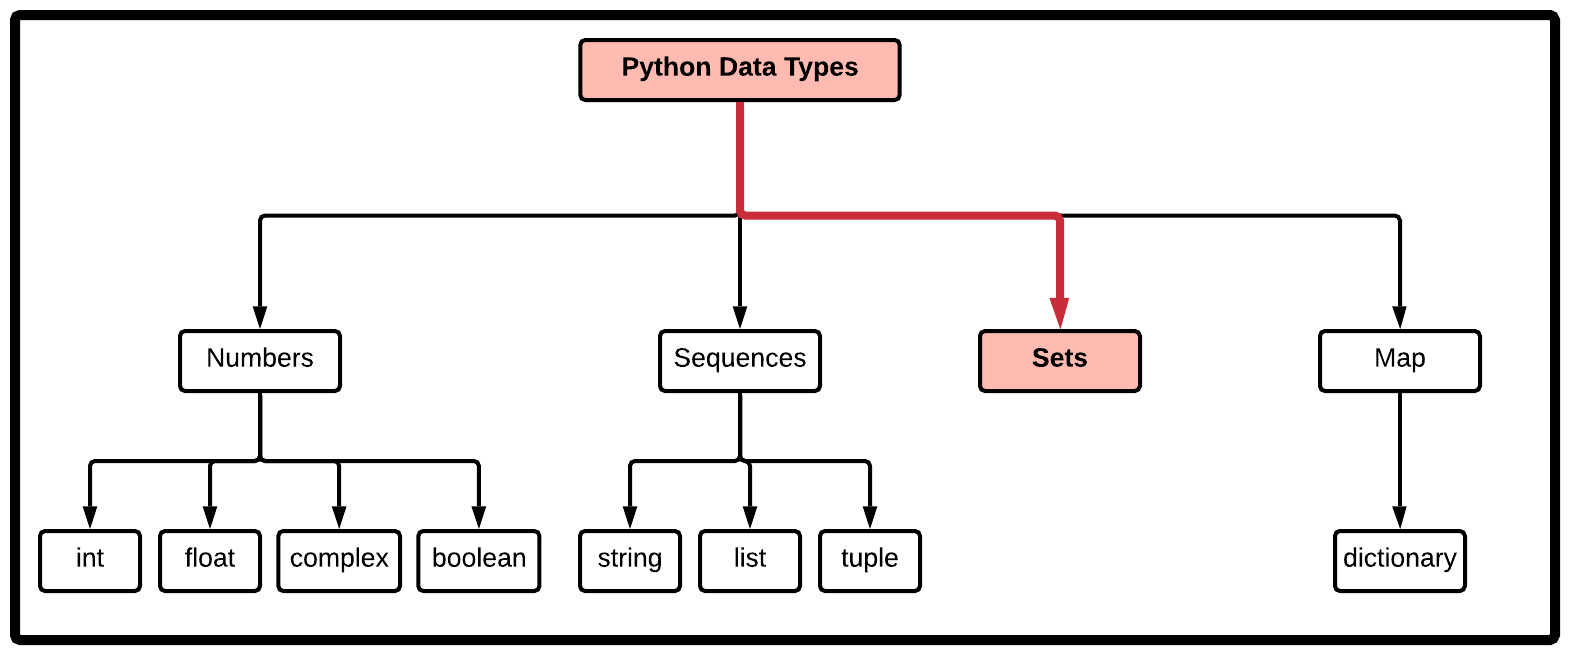 Python Data Types
Numbers
Sequences
Sets
Map
int
float
complex
boolean
string
list
tuple
dictionary